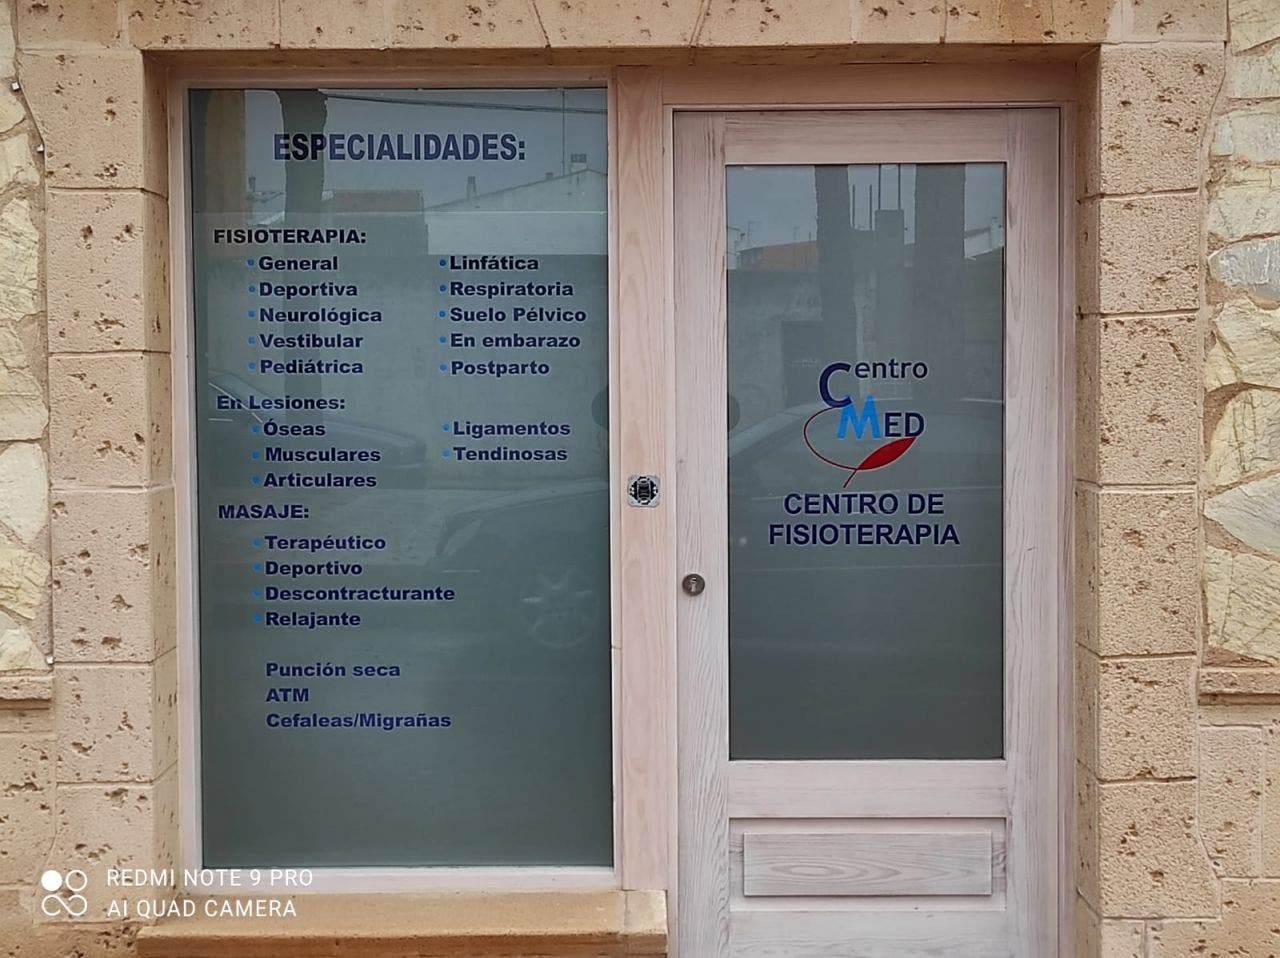 ESPECIALIDADES:
FISIOTERAPIA:
• General
• Deportiva
• Neurológica
• Vestibular
• Pediátrica
• Linfática
• Respiratoria
• Suelo Pélvico
• En embarazo
• Postparto
En Lesiones:
• Óseas
• Musculares
• Articulares
• Ligamentos
• Tendinosas
MASAJE:
• Terapéutico
• Deportivo
• Descontracturante
• Relajante
Punción seca
ATM
Cefaleas/Migrañas
Centro
MED
CENTRO DE
FISIOTERAPIA
REDMI NOTE 9 PRO
AI QUAD CAMERA